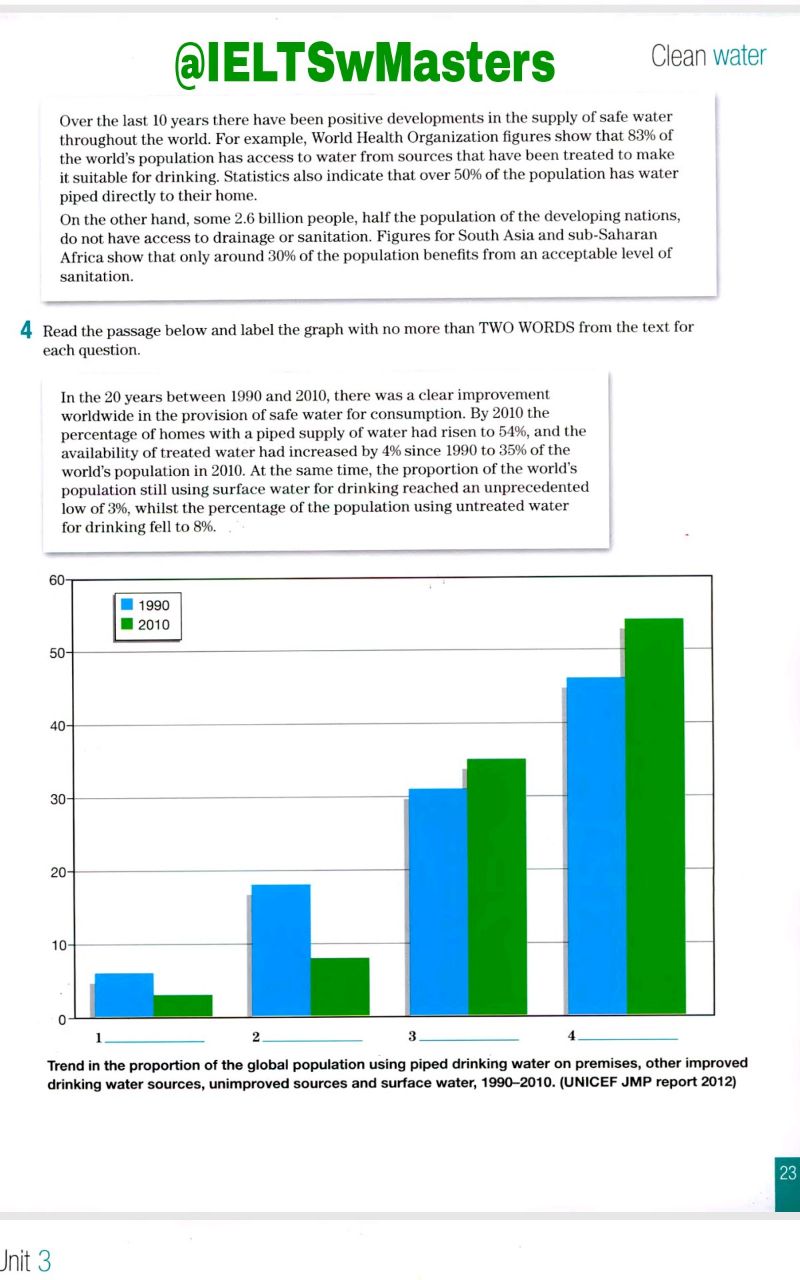 @IELTSwMasters
Clean water
Over the last 10 years there have been positive developments in the supply of safe water
throughout the world. For example, World Health Organization figures show that 83% of
the world's population has access to water from sources that have been treated to make
it suitable for drinking. Statistics also indicate that over 50% of the population has water
piped directly to their home.
On the other hand, some 2.6 billion people, half the population of the developing nations,
do not have access to drainage or sanitation. Figures for South Asia and sub-Saharan
Africa show that only around 30% of the population benefits from an acceptable level of
sanitation.
4 Read the passage below and label the graph with no more than TWO WORDS from the text for
each question.
In the 20 years between 1990 and 2010, there was a clear improvement
worldwide in the provision of safe water for consumption. By 2010 the
percentage of homes with a piped supply of water had risen to 54%, and the
availability of treated water had increased by 4% since 1990 to 35% of the
world's population in 2010. At the same time, the proportion of the world's
population still using surface water for drinking reached an unprecedented
low of 3%, whilst the percentage of the population using untreated water
for drinking fell to 8%.
60
1990
2010
50
40
30
20
10
0
1 2 3 4
Trend in the proportion of the global population using piped drinking water on premises, other improved
drinking water sources, unimproved sources and surface water, 1990–2010. (UNICEF JMP report 2012)
23
Unit 3